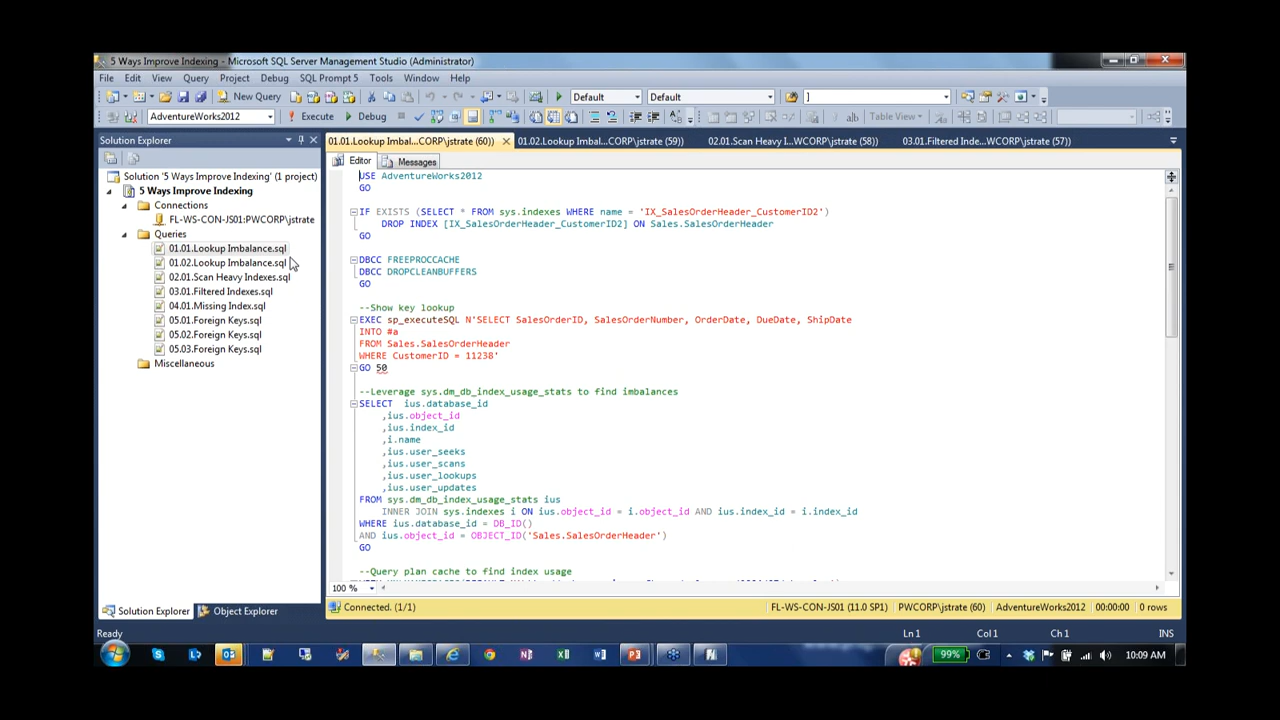 5 Ways Improve Indexing - Microsoft SQL Server Management Studio (Administrator)
File Edit View Query Project Debug SQL Prompt 5 Tools Window Help
New Query Default Default ]
AdventureWorks2012 Execute Debug Table View
Solution Explorer
01.01.Lookup Imbal...CORP\jstrate (60)) 01.02.Lookup Imbal...CORP\jstrate (59)) 02.01.Scan Heavy I...WCORP\jstrate (58)) 03.01.Filtered Inde...WCORP\jstrate (57))
Editor Messages
Solution '5 Ways Improve Indexing' (1 project)
5 Ways Improve Indexing
Connections
FL-WS-CON-JS01:PWCORP\jstrate
Queries
01.01.Lookup Imbalance.sql
01.02.Lookup Imbalance.sql
02.01.Scan Heavy Indexes.sql
03.01.Filtered Indexes.sql
04.01.Missing Index.sql
05.01.Foreign Keys.sql
05.02.Foreign Keys.sql
05.03.Foreign Keys.sql
Miscellaneous
USE AdventureWorks2012
GO
IF EXISTS (SELECT * FROM sys.indexes WHERE name = 'IX_SalesOrderHeader_CustomerID2')
DROP INDEX [IX_SalesOrderHeader_CustomerID2] ON Sales.SalesOrderHeader
GO
DBCC FREEPROCCACHE
DBCC DROPCLEANBUFFERS
GO
--Show key lookup
EXEC sp_executeSQL N'SELECT SalesOrderID, SalesOrderNumber, OrderDate, DueDate, ShipDate
INTO #a
FROM Sales.SalesOrderHeader
WHERE CustomerID = 11238'
GO 50
--Leverage sys.dm_db_index_usage_stats to find imbalances
SELECT ius.database_id
,ius.object_id
,ius.index_id
,i.name
,ius.user_seeks
,ius.user_scans
,ius.user_lookups
,ius.user_updates
FROM sys.dm_db_index_usage_stats ius
INNER JOIN sys.indexes i ON ius.object_id = i.object_id AND ius.index_id = i.index_id
WHERE ius.database_id = DB_ID()
AND ius.object_id = OBJECT_ID('Sales.SalesOrderHeader')
GO
--Query plan cache to find index usage
100 %
Connected. (1/1) FL-WS-CON-JS01 (11.0 SP1) PWCORP\jstrate (60) AdventureWorks2012 00:00:00 0 rows
Solution Explorer Object Explorer
Ready Ln 1 Col 1 Ch 1 INS
99% 10:09 AM